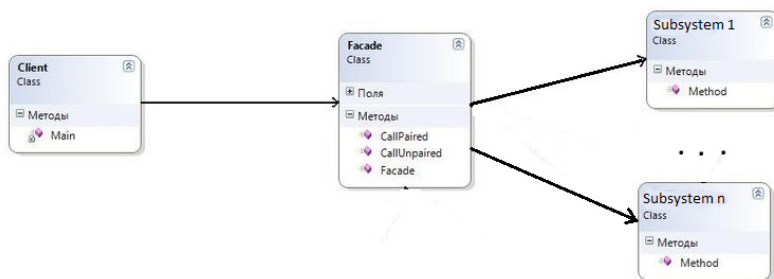 Client
Class
Методы
Main
Facade
Class
Поля
Методы
CallPaired
CallUnpaired
Facade
Subsystem 1
Class
Методы
Method
. . .
Subsystem n
Class
Методы
Method